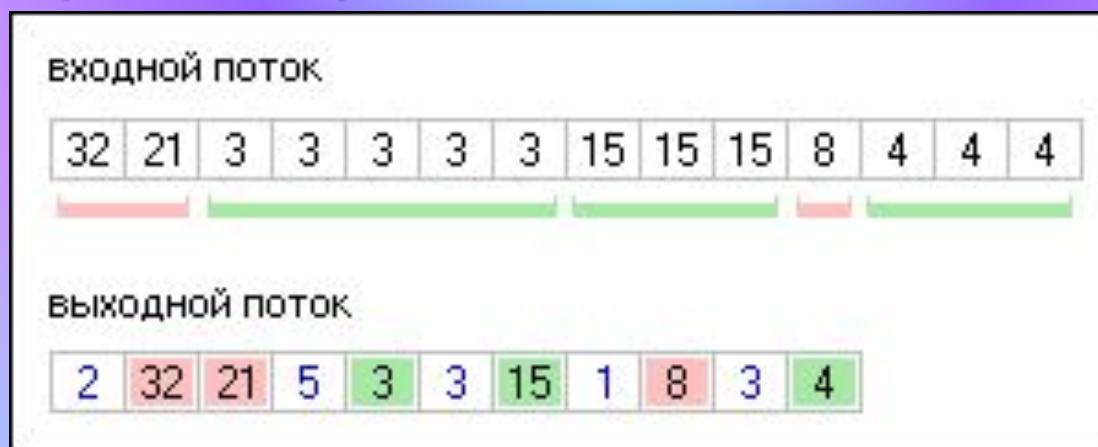 входной поток
32 21 3 3 3 3 3 15 15 15 8 4 4 4
выходной поток
2 32 21 5 3 3 15 1 8 3 4